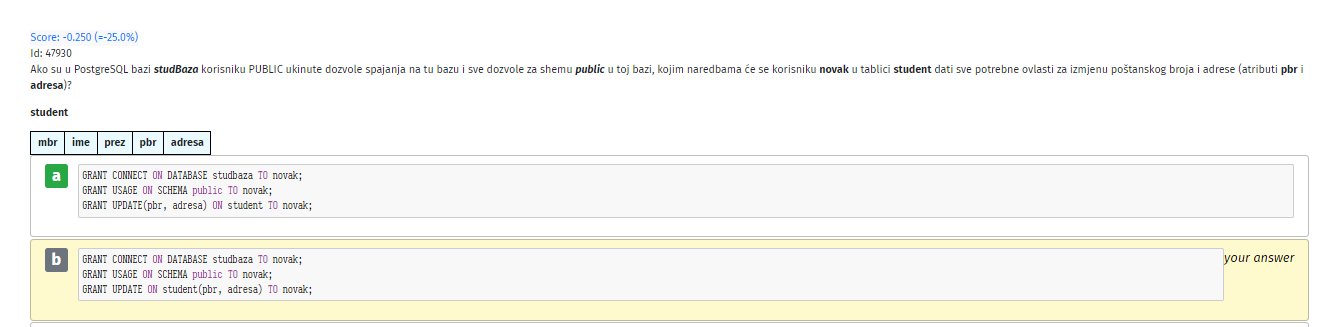 Score: -0.250 (=-25.0%)
Id: 47930
Ako su u PostgreSQL bazi studBaza korisniku PUBLIC ukinute dozvole spajanja na tu bazu i sve dozvole za shemu public u toj bazi, kojim naredbama će se korisniku novak u tablici student dati sve potrebne ovlasti za izmjenu poštanskog broja i adrese (atributi pbr i
adresa)?
student
mbr ime prez pbr adresa
a
GRANT CONNECT ON DATABASE studbaza TO novak;
GRANT USAGE ON SCHEMA public TO novak;
GRANT UPDATE(pbr, adresa) ON student TO novak;
b
GRANT CONNECT ON DATABASE studbaza TO novak; your answer
GRANT USAGE ON SCHEMA public TO novak;
GRANT UPDATE ON student(pbr, adresa) TO novak;